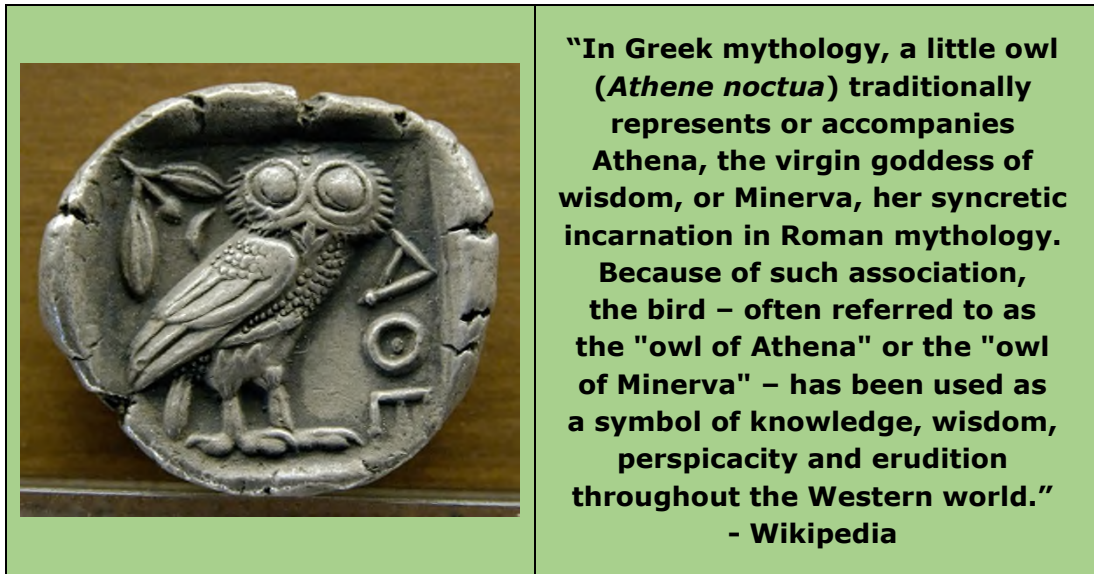 ΑΘΕ
“In Greek mythology, a little owl
(Athene noctua) traditionally
represents or accompanies
Athena, the virgin goddess of
wisdom, or Minerva, her syncretic
incarnation in Roman mythology.
Because of such association,
the bird – often referred to as
the "owl of Athena" or the "owl
of Minerva" – has been used as
a symbol of knowledge, wisdom,
perspicacity and erudition
throughout the Western world.”
- Wikipedia